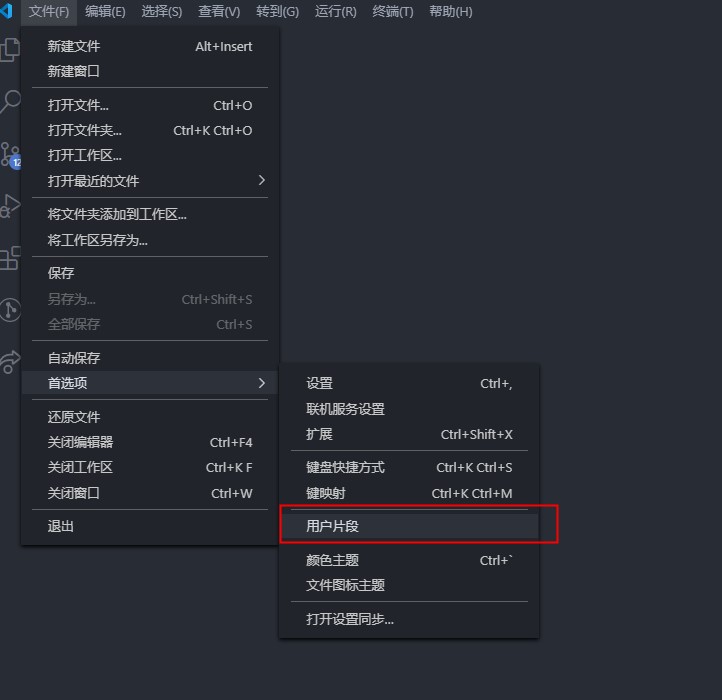 文件(F) 编辑(E) 选择(S) 查看(V) 转到(G) 运行(R) 终端(T) 帮助(H)
新建文件 Alt+Insert
新建窗口
打开文件... Ctrl+O
打开文件夹... Ctrl+K Ctrl+O
打开工作区...
打开最近的文件
将文件夹添加到工作区...
将工作区另存为...
保存
另存为... Ctrl+Shift+S
全部保存 Ctrl+S
自动保存
首选项
还原文件
关闭编辑器 Ctrl+F4
关闭工作区 Ctrl+K F
关闭窗口 Ctrl+W
退出
设置 Ctrl+,
联机服务设置
扩展 Ctrl+Shift+X
键盘快捷方式 Ctrl+K Ctrl+S
键映射 Ctrl+K Ctrl+M
用户片段
颜色主题 Ctrl+`
文件图标主题
打开设置同步...